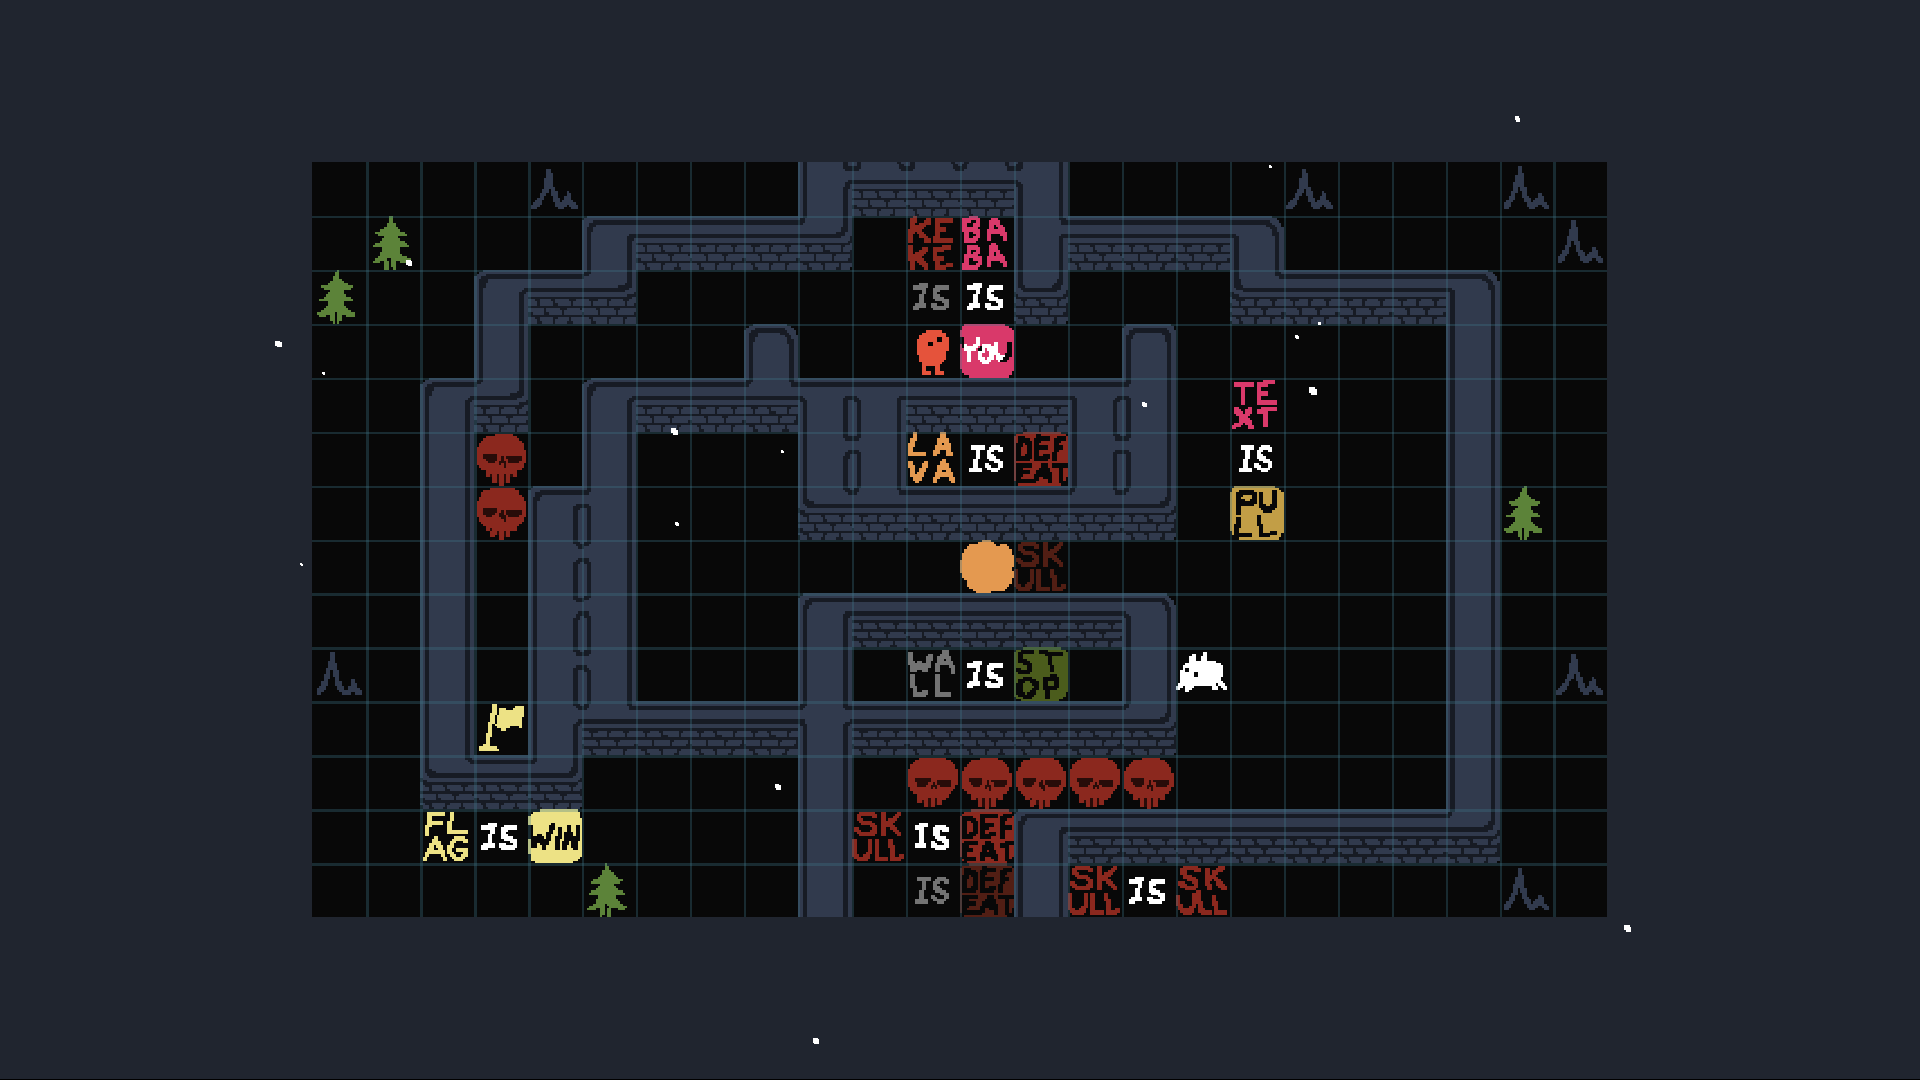 KEKE BABA
IS IS
YOU
TEXT
LAVA IS DEFEAT IS
PULL
SKULL
WALL IS STOP
FLAG IS WIN SKULL IS DEFEAT
IS DEFEAT SKULL IS SKULL